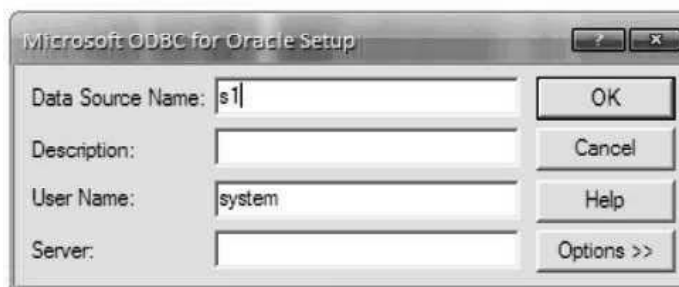 Microsoft ODBC for Oracle Setup
Data Source Name: s1 OK
Description: Cancel
User Name: system Help
Server: Options >>